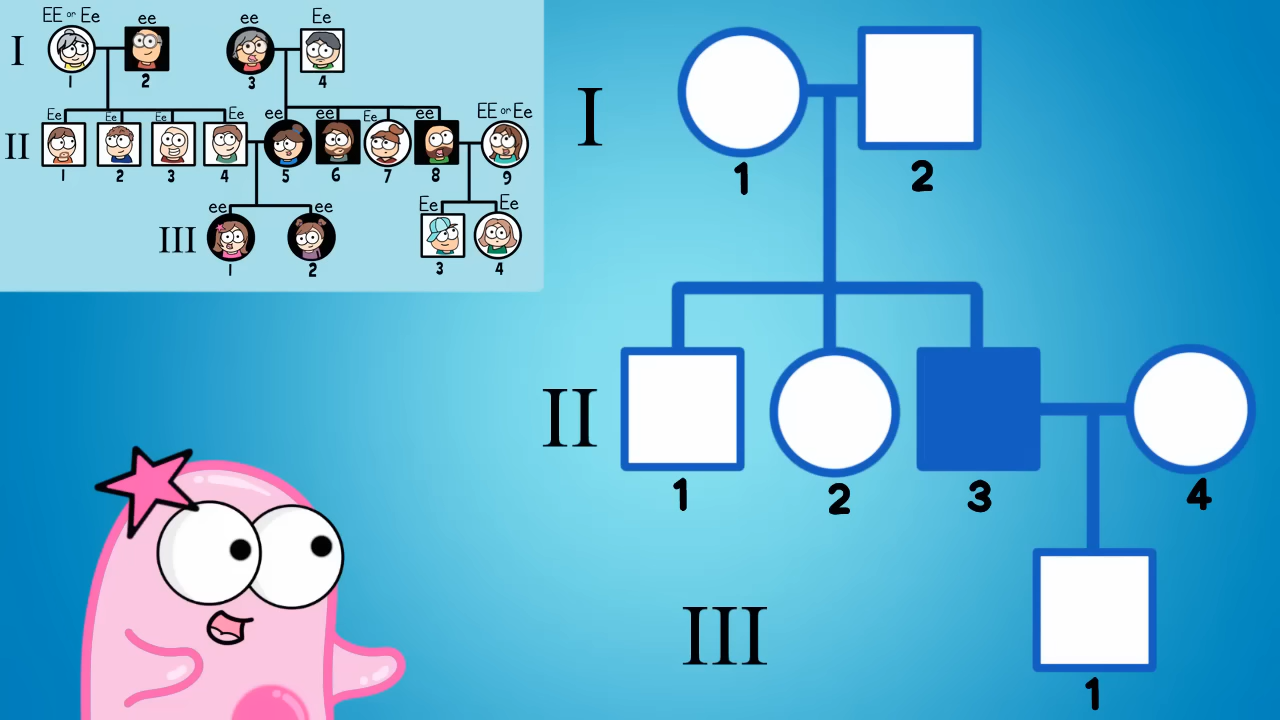 EE or Ee ee ee Ee
I 1 2 3 4
Ee Ee Ee Ee ee ee Ee ee EE or Ee
II 1 2 3 4 5 6 7 8 9
ee ee Ee Ee
III 1 2 3 4
I
1 2
II
1 2 3 4
III
1